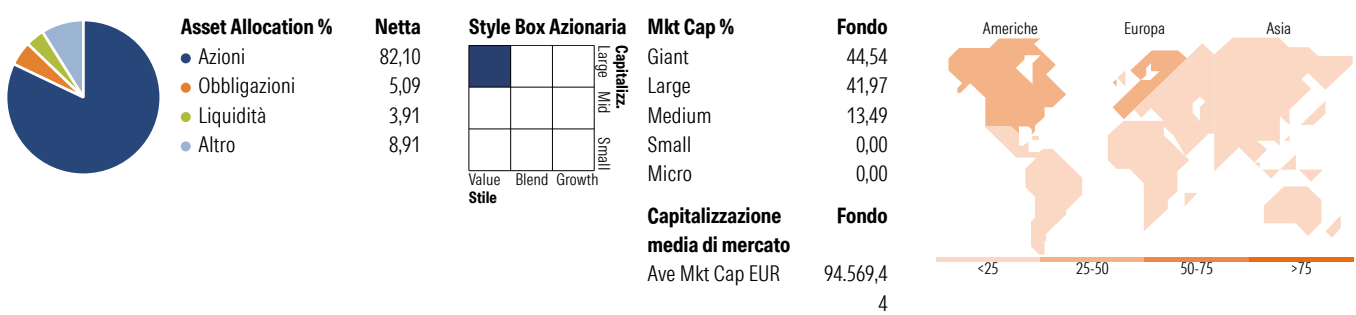 Asset Allocation % Netta
Azioni 82,10
Obbligazioni 5,09
Liquidità 3,91
Altro 8,91
Style Box Azionaria
Capitalizz.
Large Mid Small
Value Blend Growth
Stile
Mkt Cap % Fondo
Giant 44,54
Large 41,97
Medium 13,49
Small 0,00
Micro 0,00
Capitalizzazione Fondo
media di mercato
Ave Mkt Cap EUR 94.569,4
4
Americhe Europa Asia
<25 25-50 50-75 >75